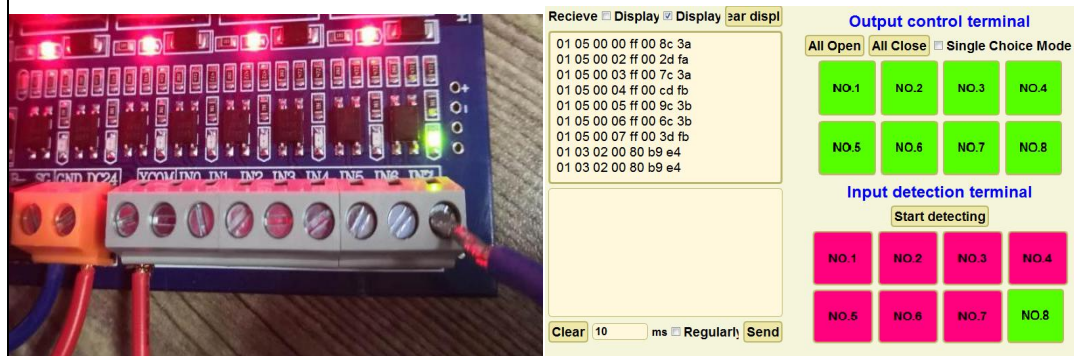 SG GND DC24 XCOM IN0 IN1 IN2 IN3 IN4 IN5 IN6 IN7
Recieve Display Display ear displ
01 05 00 00 ff 00 8c 3a
01 05 00 02 ff 00 2d fa
01 05 00 03 ff 00 7c 3a
01 05 00 04 ff 00 cd fb
01 05 00 05 ff 00 9c 3b
01 05 00 06 ff 00 6c 3b
01 05 00 07 ff 00 3d fb
01 03 02 00 80 b9 e4
01 03 02 00 80 b9 e4
Clear 10 ms Regularly Send
Output control terminal
All Open All Close Single Choice Mode
NO.1 NO.2 NO.3 NO.4
NO.5 NO.6 NO.7 NO.8
Input detection terminal
Start detecting
NO.1 NO.2 NO.3 NO.4
NO.5 NO.6 NO.7 NO.8